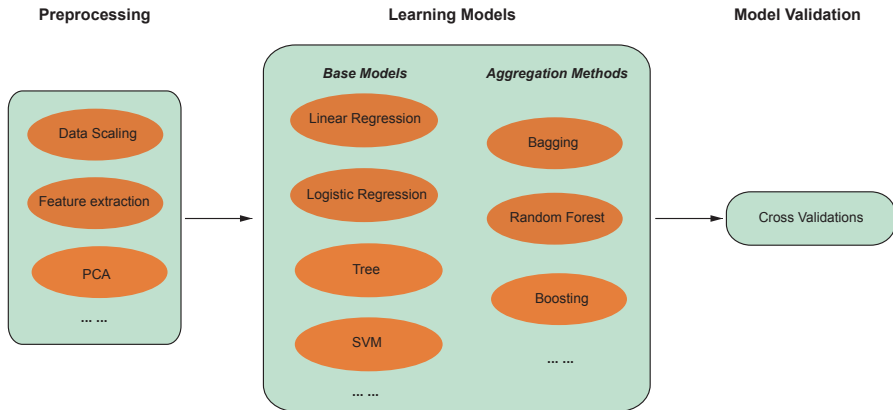 Preprocessing
Learning Models
Model Validation
Base Models
Aggregation Methods
Data Scaling
Feature extraction
PCA
... ...
Linear Regression
Logistic Regression
Tree
SVM
... ...
Bagging
Random Forest
Boosting
... ...
Cross Validations